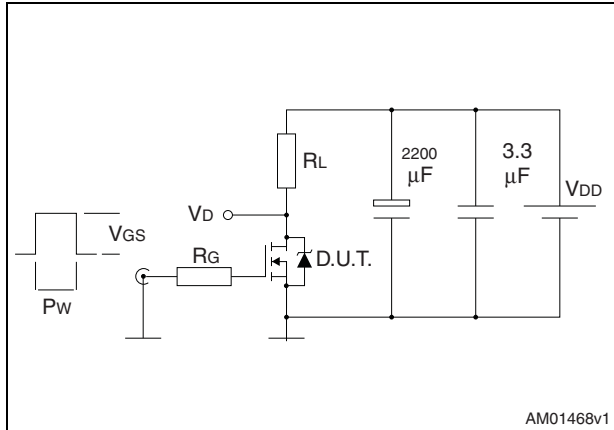 RL
2200
μF
3.3
μF
VDD
VD
VGS
RG
D.U.T.
PW
AM01468v1